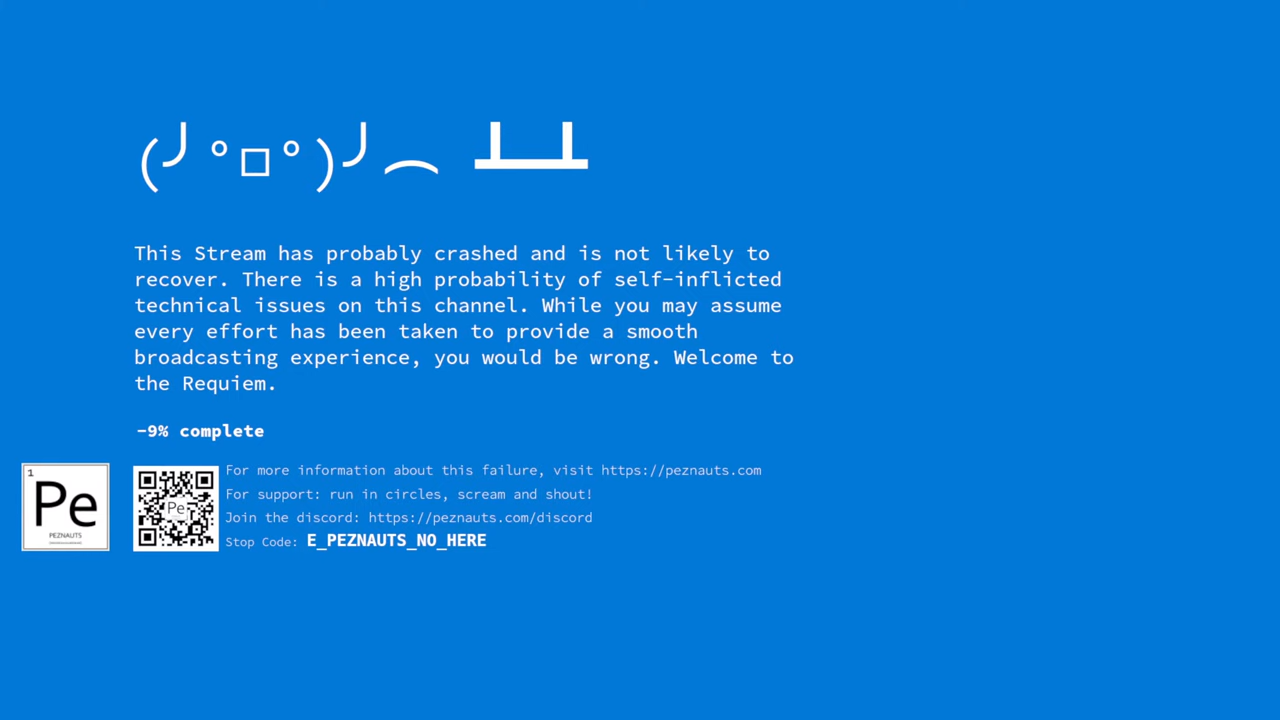 (╯°□°)╯︵ ┻━┻
This Stream has probably crashed and is not likely to
recover. There is a high probability of self-inflicted
technical issues on this channel. While you may assume
every effort has been taken to provide a smooth
broadcasting experience, you would be wrong. Welcome to
the Requiem.
-9% complete
1
Pe
PEZNAUTS
Pe
For more information about this failure, visit https://peznauts.com
For support: run in circles, scream and shout!
Join the discord: https://peznauts.com/discord
Stop Code: E_PEZNAUTS_NO_HERE